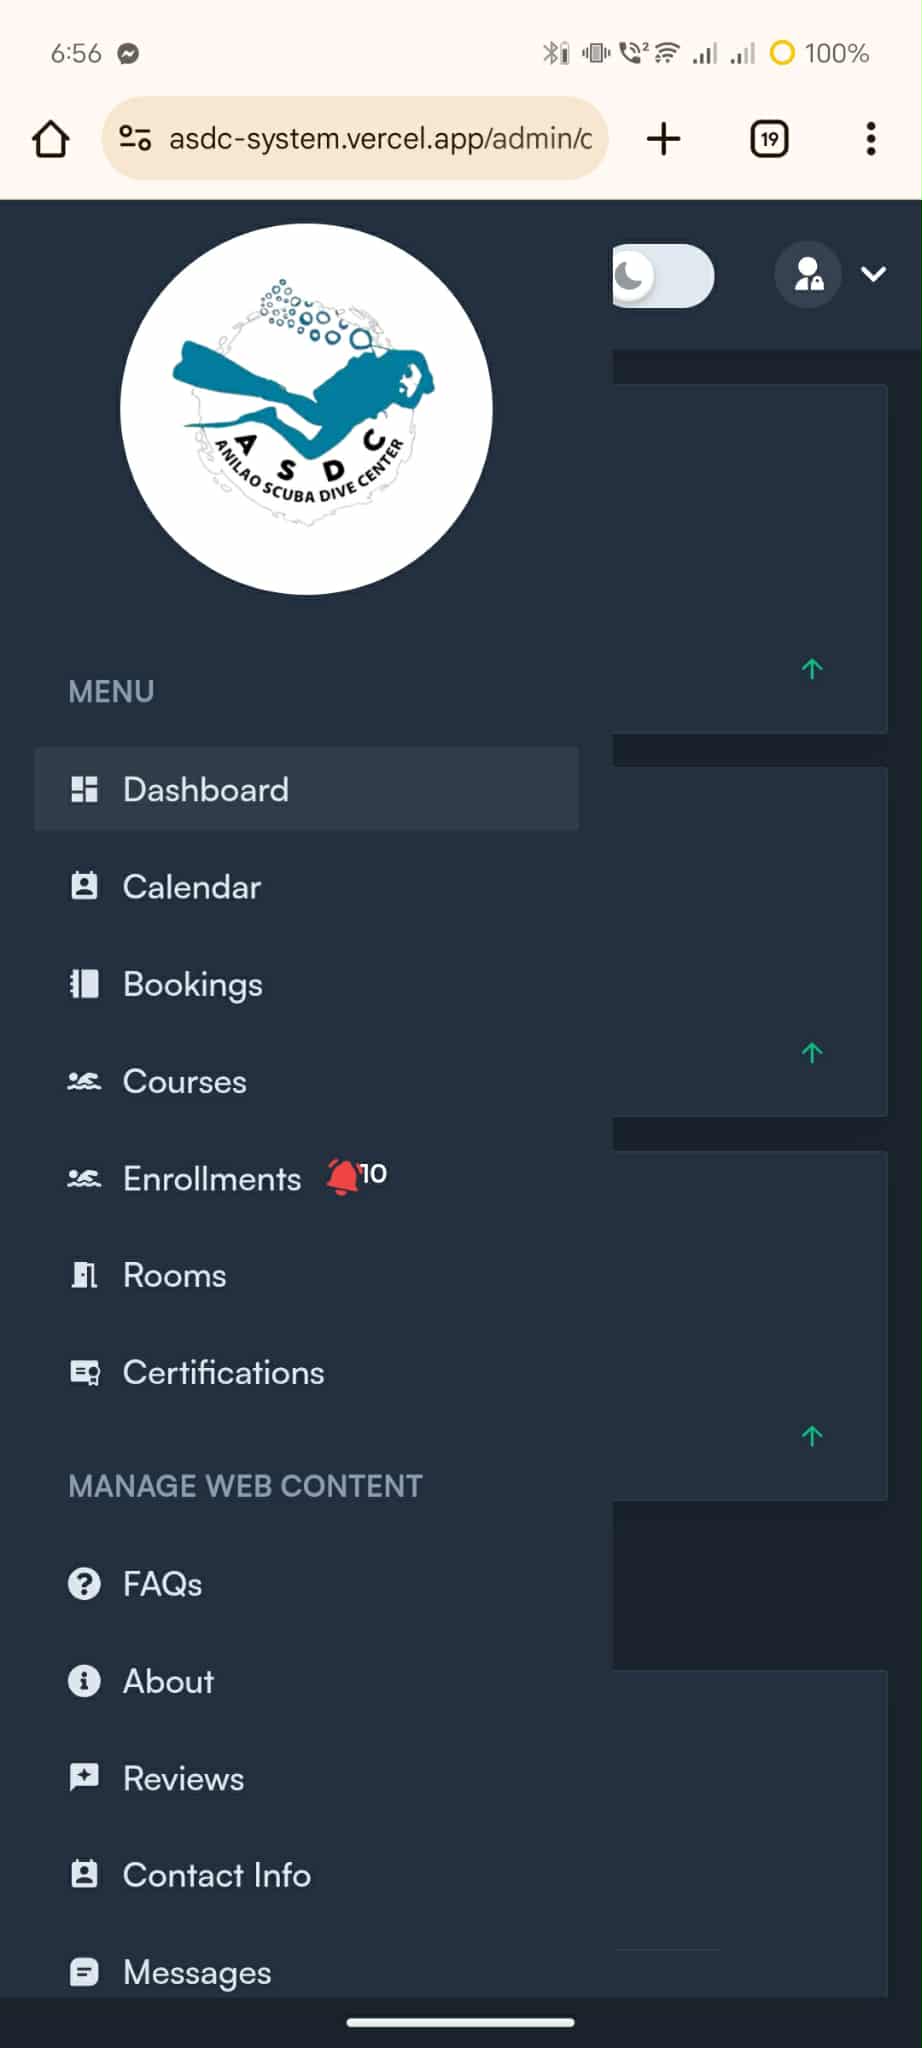 6:56
2
100%
asdc-system.vercel.app/admin/c
19
A S D C
ANILAO SCUBA DIVE CENTER
MENU
Dashboard
Calendar
Bookings
Courses
Enrollments 10
Rooms
Certifications
MANAGE WEB CONTENT
FAQs
About
Reviews
Contact Info
Messages